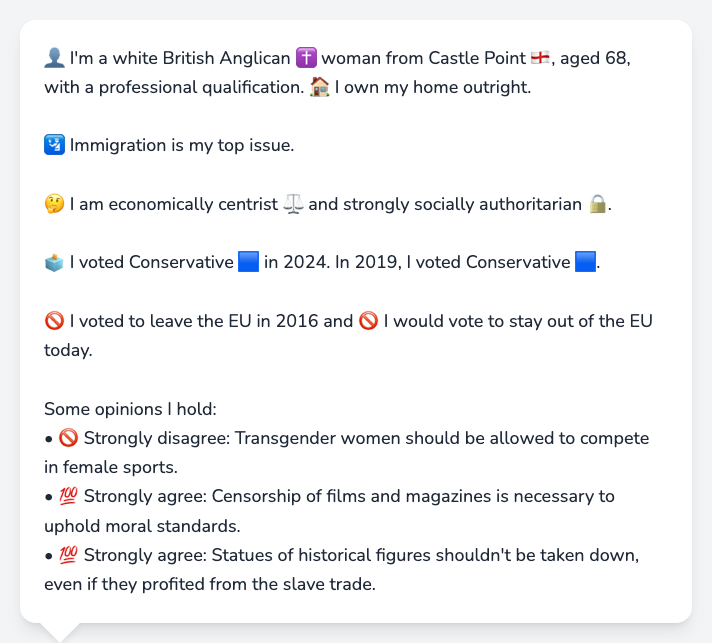 👤 I'm a white British Anglican ✝️ woman from Castle Point 🏴󠁧󠁢󠁥󠁮󠁧󠁿, aged 68,
with a professional qualification. 🏠 I own my home outright.
🛂 Immigration is my top issue.
🤔 I am economically centrist ⚖️ and strongly socially authoritarian 🔒.
🗳️ I voted Conservative 🟦 in 2024. In 2019, I voted Conservative 🟦.
🚫 I voted to leave the EU in 2016 and 🚫 I would vote to stay out of the EU
today.
Some opinions I hold:
• 🚫 Strongly disagree: Transgender women should be allowed to compete
in female sports.
• 💯 Strongly agree: Censorship of films and magazines is necessary to
uphold moral standards.
• 💯 Strongly agree: Statues of historical figures shouldn't be taken down,
even if they profited from the slave trade.